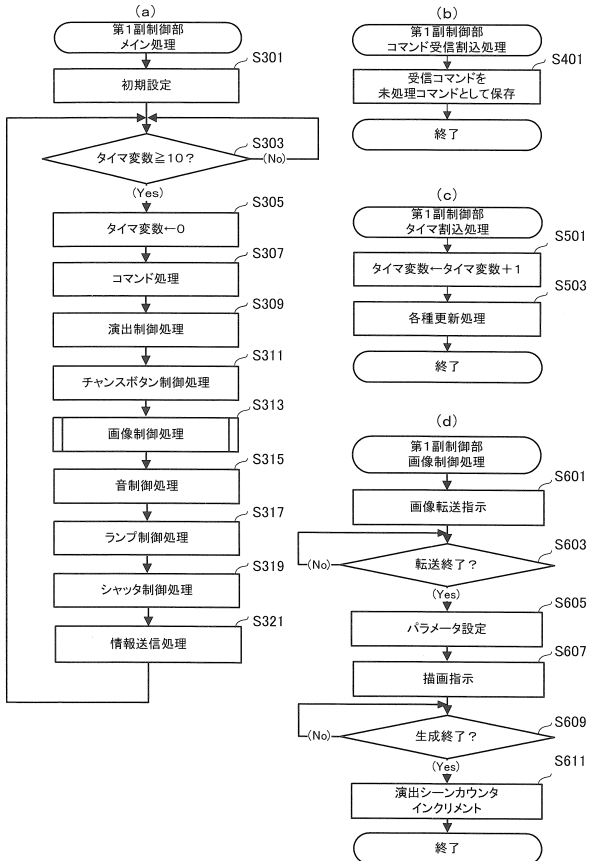 (a)
第1副制御部
メイン処理
S301
初期設定
S303
タイマ変数≧10?
(No)
(Yes)
S305
タイマ変数←0
S307
コマンド処理
S309
演出制御処理
S311
チャンスボタン制御処理
S313
画像制御処理
S315
音制御処理
S317
ランプ制御処理
S319
シャッタ制御処理
S321
情報送信処理
(b)
第1副制御部
コマンド受信割込処理
S401
受信コマンドを
未処理コマンドとして保存
終了
(c)
第1副制御部
タイマ割込処理
S501
タイマ変数←タイマ変数+1
S503
各種更新処理
終了
(d)
第1副制御部
画像制御処理
S601
画像転送指示
S603
転送終了?
(No)
(Yes)
S605
パラメータ設定
S607
描画指示
S609
生成終了?
(No)
(Yes)
S611
演出シーンカウンタ
インクリメント
終了